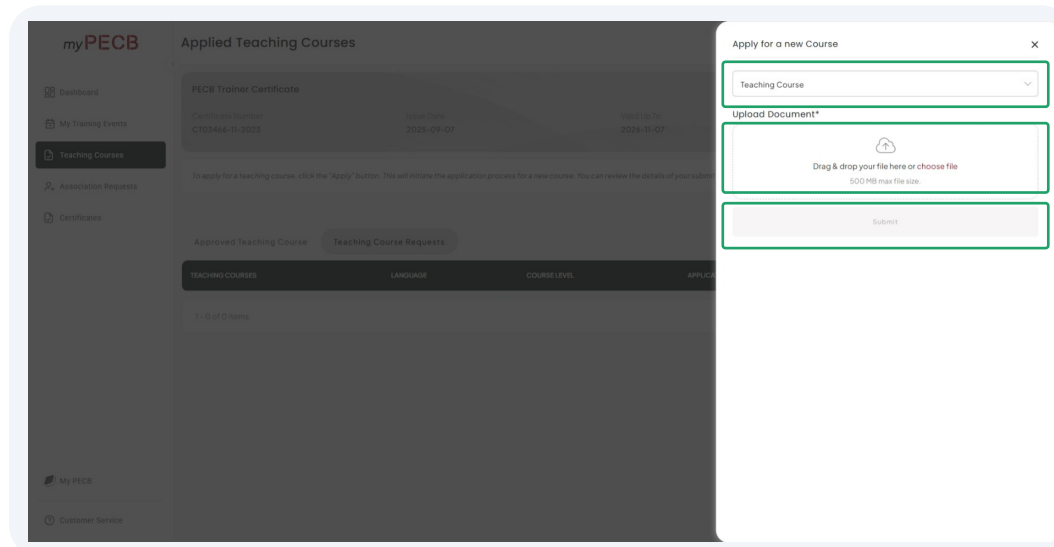 myPECB
Dashboard
My Training Events
Teaching Courses
Association Requests
Certificates
My PECB
Customer Service
Applied Teaching Courses
PECB Trainer Certificate
Certificate Number
C103466-11-2023
Issue Date
2025-09-07
Valid Up To
2026-11-07
To apply for a teaching course, click the "Apply" button. This will initiate the application process for a new course. You can review the details of your
Approved Teaching Course
Teaching Course Requests
TEACHING COURSES LANGUAGE COURSE LEVEL
1 - 0 of 0 items
Apply for a new Course
Teaching Course
Upload Document*
Drag & drop your file here or choose file
500 MB max file size.
Submit